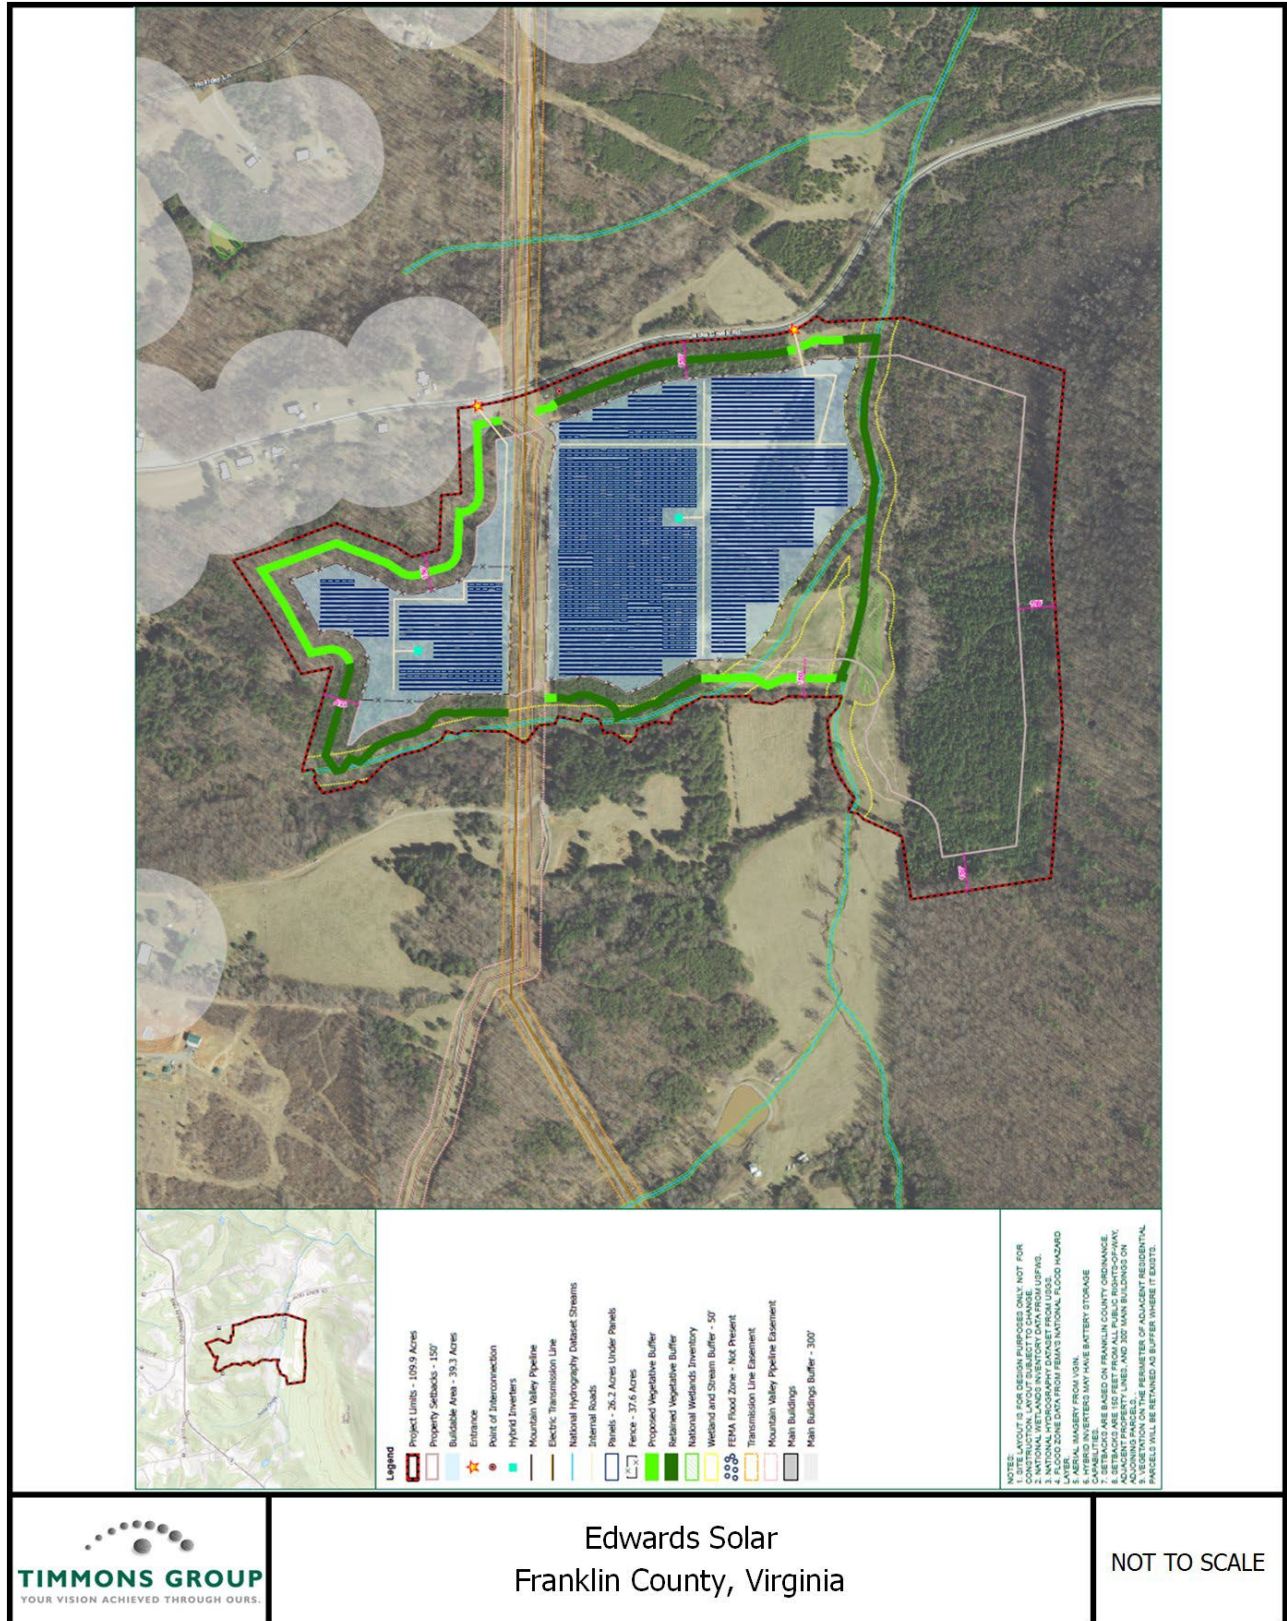 150'
150'
150'
150'
150'
150'
Legend
Project Limits - 109.9 Acres
Property Setbacks - 150'
Buildable Area - 39.3 Acres
Entrance
Point of Interconnection
Hybrid Inverters
Mountain Valley Pipeline
Electric Transmission Line
National Hydrography Dataset Streams
Internal Roads
Panels - 26.2 Acres Under Panels
Fence - 37.6 Acres
Proposed Vegetative Buffer
Retained Vegetative Buffer
National Wetlands Inventory
Wetland and Stream Buffer - 50'
FEMA Flood Zone - Not Present
Transmission Line Easement
Mountain Valley Pipeline Easement
Main Buildings
Main Buildings Buffer - 300'
NOTES:
1. SITE LAYOUT IS FOR DESIGN PURPOSES ONLY, NOT FOR
CONSTRUCTION. LAYOUT SUBJECT TO CHANGE.
2. NATIONAL WETLANDS INVENTORY DATA FROM USFWS.
3. NATIONAL HYDROGRAPHY DATASET FROM USGS.
4. FLOOD ZONE DATA FROM FEMA'S NATIONAL FLOOD HAZARD
LAYER.
5. AERIAL IMAGERY FROM VGIN.
6. HYBRID INVERTERS MAY HAVE BATTERY STORAGE
CAPABILITIES.
7. SETBACKS ARE BASED ON FRANKLIN COUNTY ORDINANCE.
8. SETBACKS ARE 150 FEET FROM ALL PUBLIC RIGHTS-OF-WAY,
ADJACENT PROPERTY LINES, AND 300' MAIN BUILDINGS ON
ADJOINING PARCELS.
9. VEGETATION ON THE PERIMETER OF ADJACENT RESIDENTIAL
PARCELS WILL BE RETAINED AS BUFFER WHERE IT EXISTS.
TIMMONS GROUP
YOUR VISION ACHIEVED THROUGH OURS.
Edwards Solar
Franklin County, Virginia
NOT TO SCALE